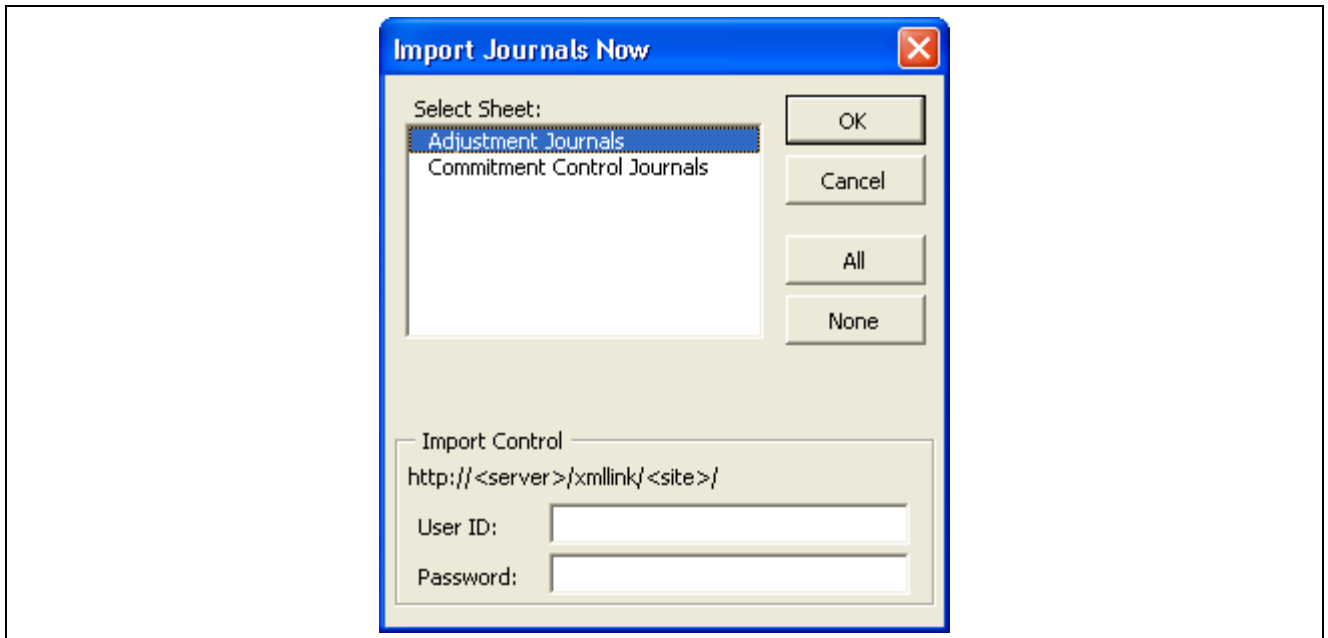 Import Journals Now
Select Sheet:
Adjustment Journals
Commitment Control Journals
OK
Cancel
All
None
Import Control
http://<server>/xmllink/<site>/
User ID:
Password: